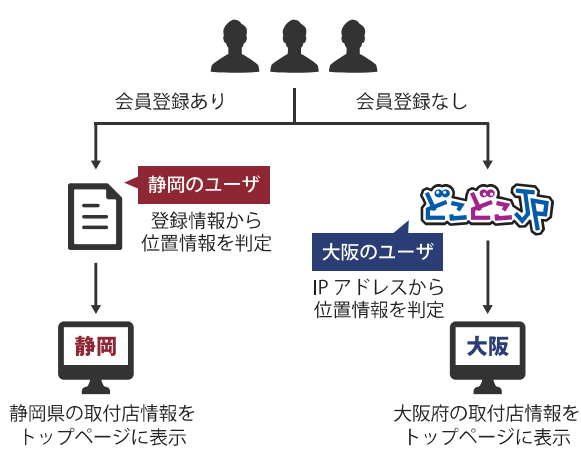 会員登録あり
会員登録なし
静岡のユーザ
登録情報から
位置情報を判定
どこどこJP
大阪のユーザ
IPアドレスから
位置情報を判定
静岡
大阪
静岡県の取付店情報を
トップページに表示
大阪府の取付店情報を
トップページに表示